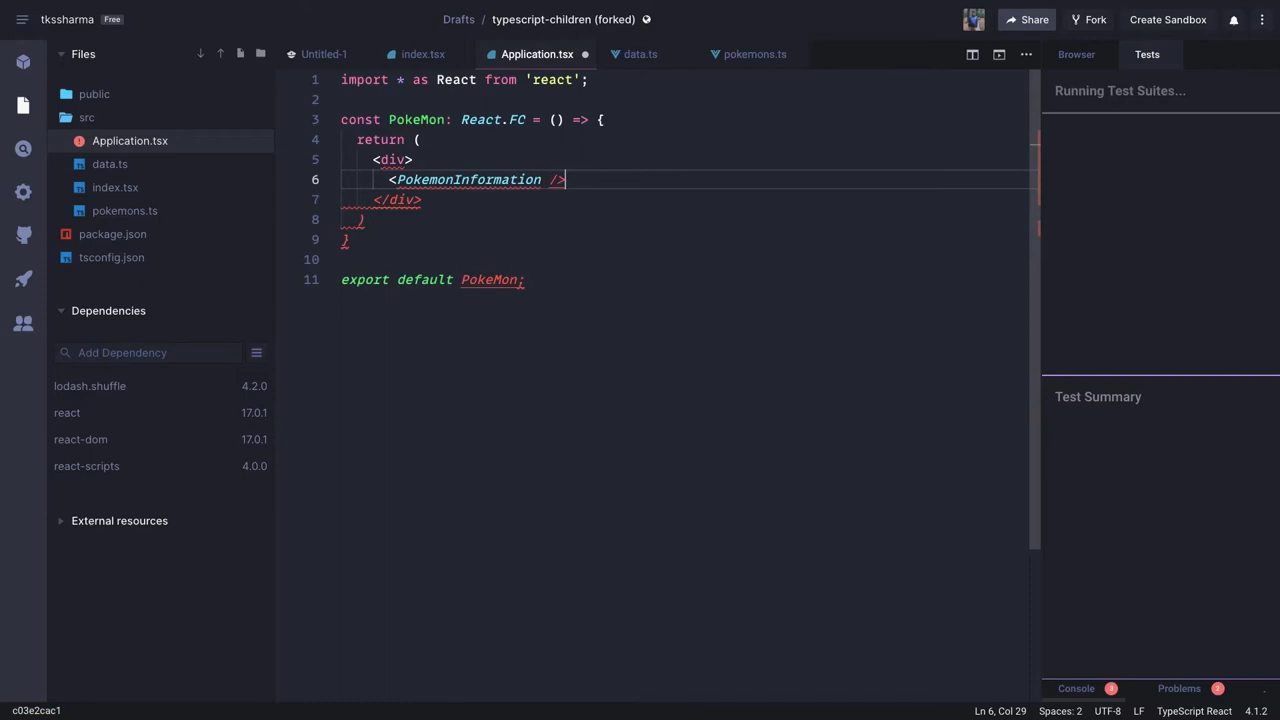 tkssharma Free
Drafts / typescript-children (forked)
Share
Fork
Create Sandbox
Files
Untitled-1
index.tsx
Application.tsx
data.ts
pokemons.ts
Browser
Tests
public
src
Application.tsx
data.ts
index.tsx
pokemons.ts
package.json
tsconfig.json
Dependencies
Add Dependency
lodash.shuffle 4.2.0
react 17.0.1
react-dom 17.0.1
react-scripts 4.0.0
External resources
1 import * as React from 'react';
2
3 const PokeMon: React.FC = () => {
4 return (
5 <div>
6 <PokemonInformation />
7 </div>
8 )
9 }
10
11 export default PokeMon;
Running Test Suites...
Test Summary
Console 3
Problems 2
c03e2cac1
Ln 6, Col 29 Spaces: 2 UTF-8 LF TypeScript React 4.1.2